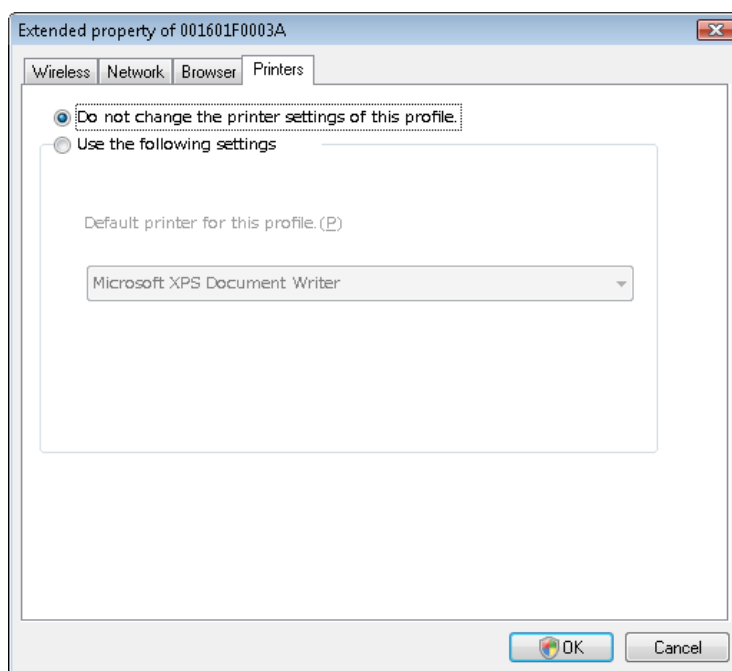 Extended property of 001601F0003A
Wireless Network Browser Printers
Do not change the printer settings of this profile.
Use the following settings
Default printer for this profile.(P)
Microsoft XPS Document Writer
OK Cancel